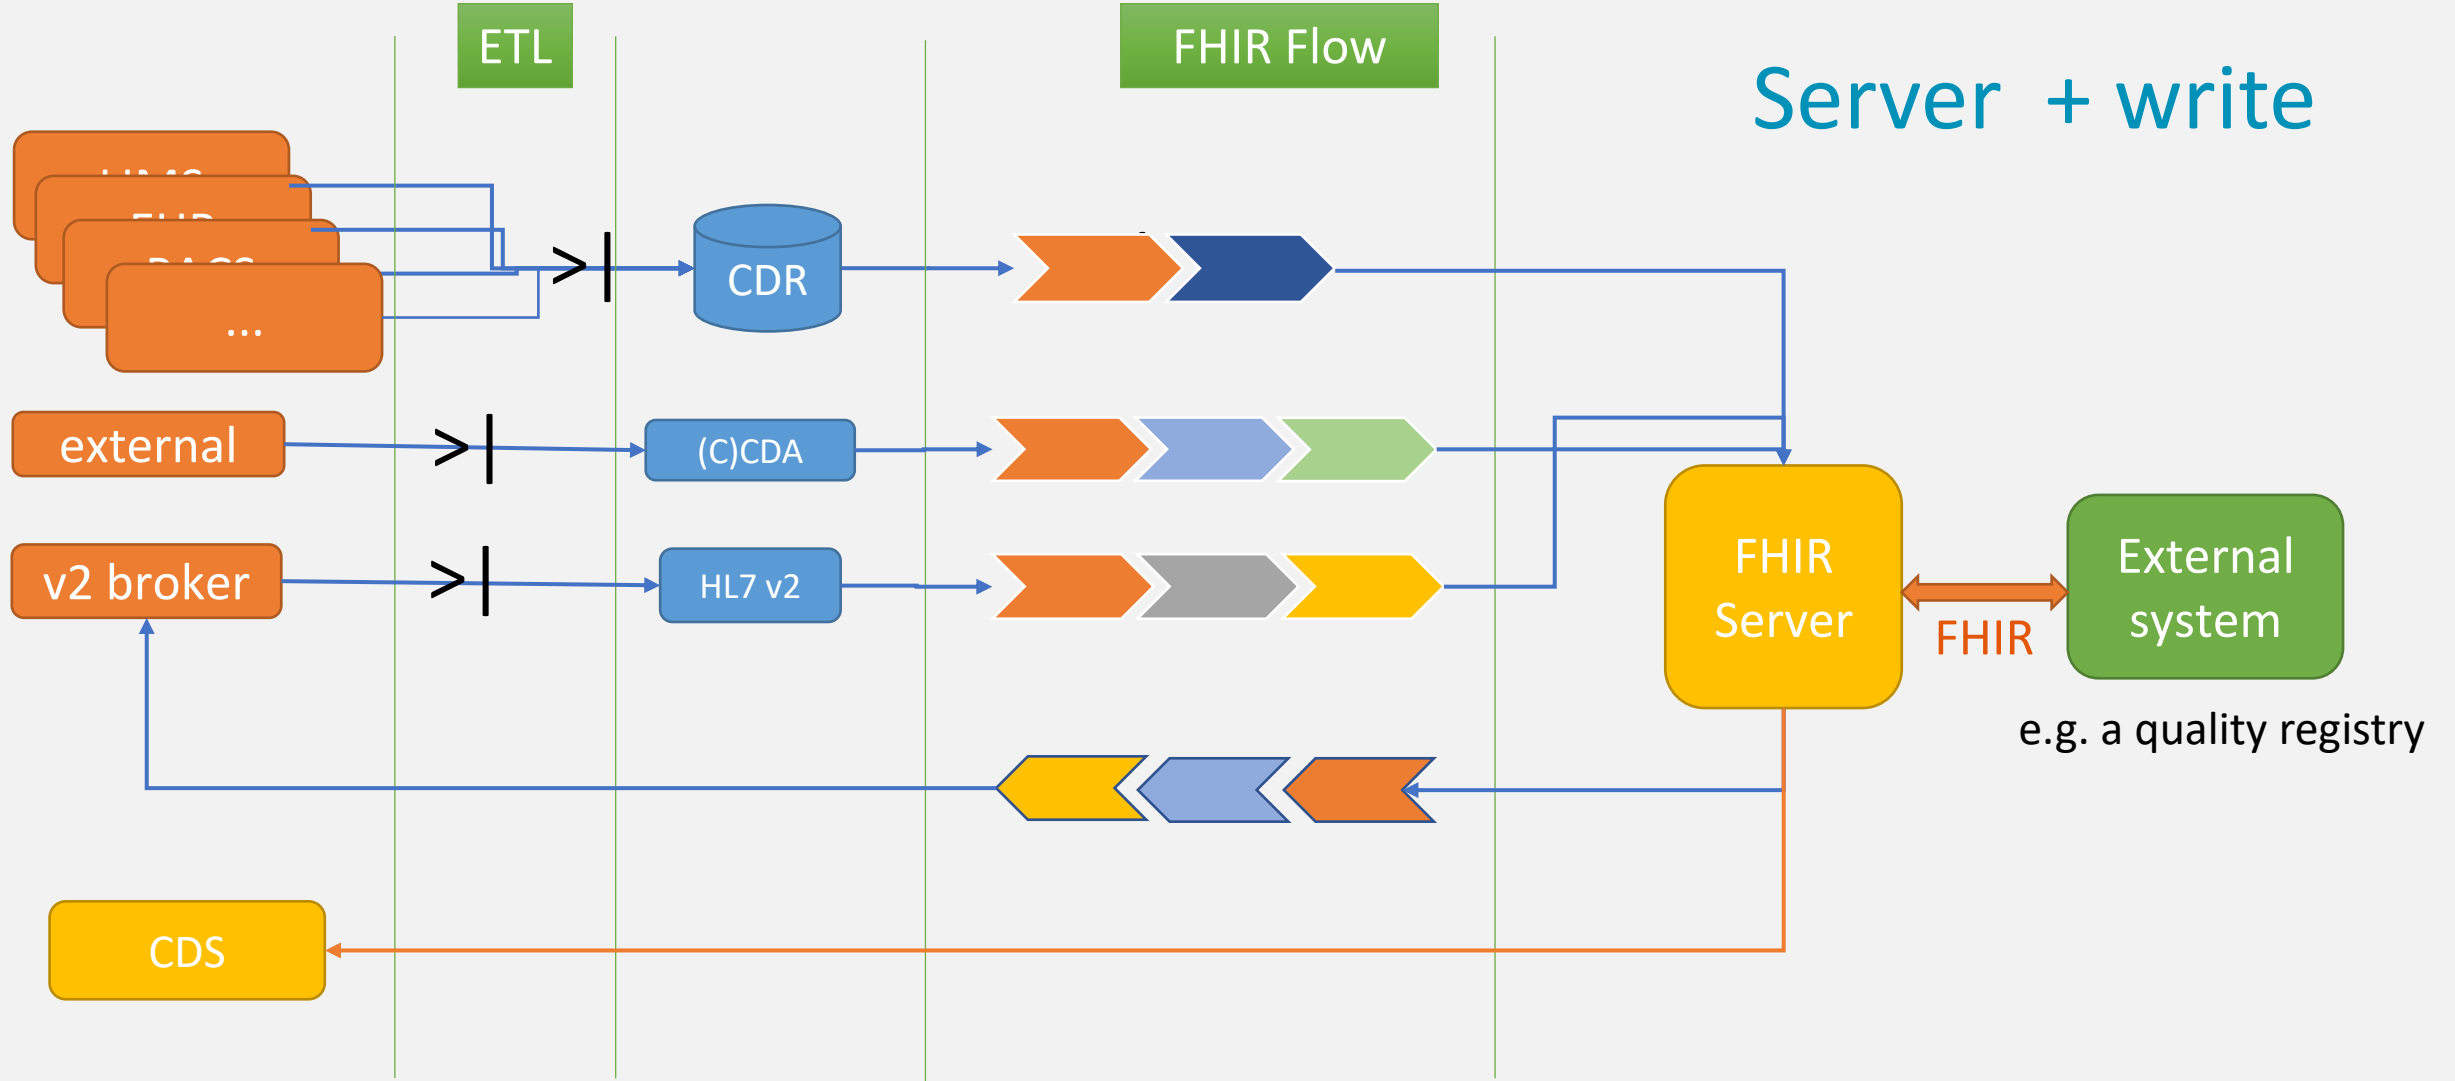 ETL
FHIR Flow
Server + write
...
CDR
external
>|
(C)CDA
v2 broker
>|
HL7 v2
>|
FHIR
Server
FHIR
External
system
e.g. a quality registry
CDS